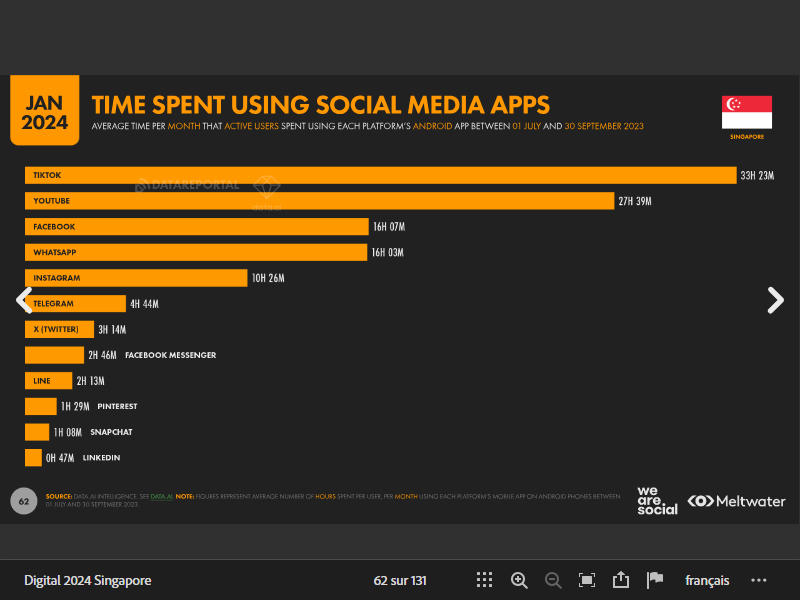 JAN
2024
TIME SPENT USING SOCIAL MEDIA APPS
AVERAGE TIME PER MONTH THAT ACTIVE USERS SPENT USING EACH PLATFORM'S ANDROID APP BETWEEN 01 JULY AND 30 SEPTEMBER 2023
SINGAPORE
TIKTOK 33H 23M
DATAREPORTAL
YOUTUBE 27H 39M
FACEBOOK 16H 07M
WHATSAPP 16H 03M
INSTAGRAM 10H 26M
TELEGRAM 4H 44M
X (TWITTER) 3H 14M
2H 46M FACEBOOK MESSENGER
LINE 2H 13M
1H 29M PINTEREST
1H 08M SNAPCHAT
0H 47M LINKEDIN
62
SOURCE: DATA.AI INTELLIGENCE. SEE DATA.AI. NOTE: FIGURES REPRESENT AVERAGE NUMBER OF HOURS SPENT PER USER, PER MONTH USING EACH PLATFORM'S MOBILE APP ON ANDROID PHONES BETWEEN
01 JULY AND 30 SEPTEMBER 2023.
we
are
social
Meltwater
Digital 2024 Singapore
62 sur 131
français